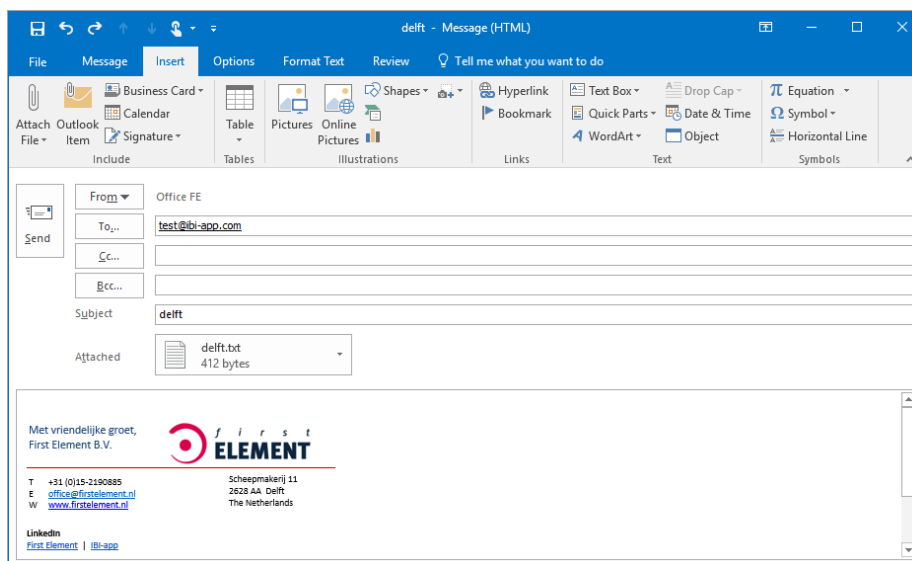 delft - Message (HTML)
File Message Insert Options Format Text Review Tell me what you want to do
Attach File Outlook Item Business Card Calendar Signature Table Pictures Online Pictures Shapes Hyperlink Bookmark Text Box Quick Parts WordArt Drop Cap Date & Time Object Equation Symbol Horizontal Line
Include Tables Illustrations Links Text Symbols
Send
From Office FE
To... test@ibi-app.com
Cc...
Bcc...
Subject delft
Attached delft.txt
412 bytes
Met vriendelijke groet,
First Element B.V.
first
ELEMENT
T +31 (0)15-2190885 Scheepmakerij 11
E office@firstelement.nl 2628 AA Delft
W www.firstelement.nl The Netherlands
LinkedIn
First Element | IBI-app